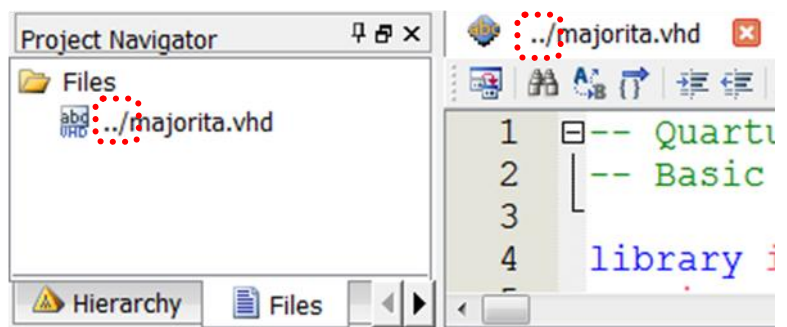 Project Navigator
Files
../majorita.vhd
Hierarchy
Files
../majorita.vhd
1 -- Quartu
2 -- Basic
3
4 library i